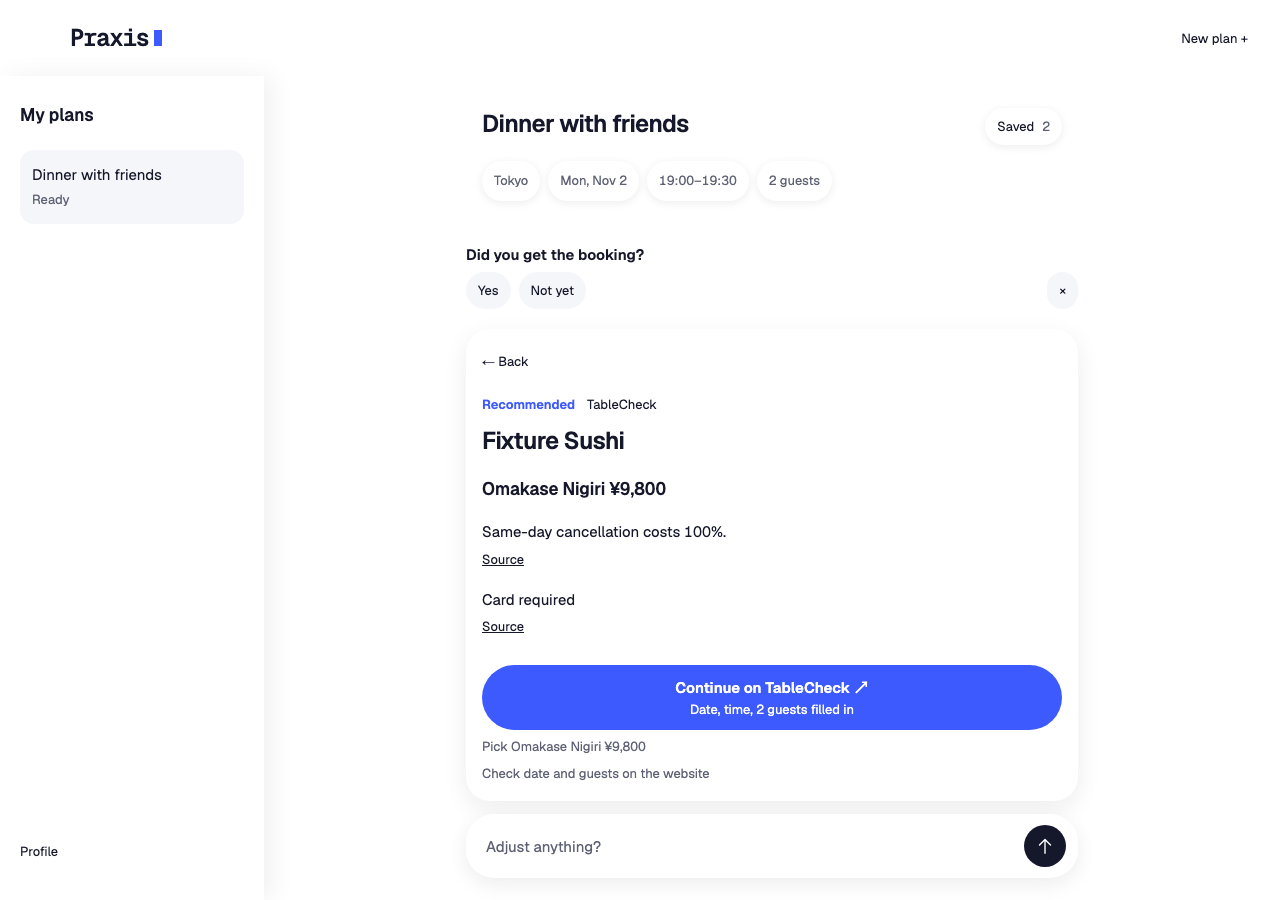 Praxis
New plan +
My plans
Dinner with friends
Ready
Profile
Dinner with friends
Saved 2
Tokyo
Mon, Nov 2
19:00–19:30
2 guests
Did you get the booking?
Yes
Not yet
×
← Back
Recommended TableCheck
Fixture Sushi
Omakase Nigiri ¥9,800
Same-day cancellation costs 100%.
Source
Card required
Source
Continue on TableCheck ↗
Date, time, 2 guests filled in
Pick Omakase Nigiri ¥9,800
Check date and guests on the website
Adjust anything?
↑